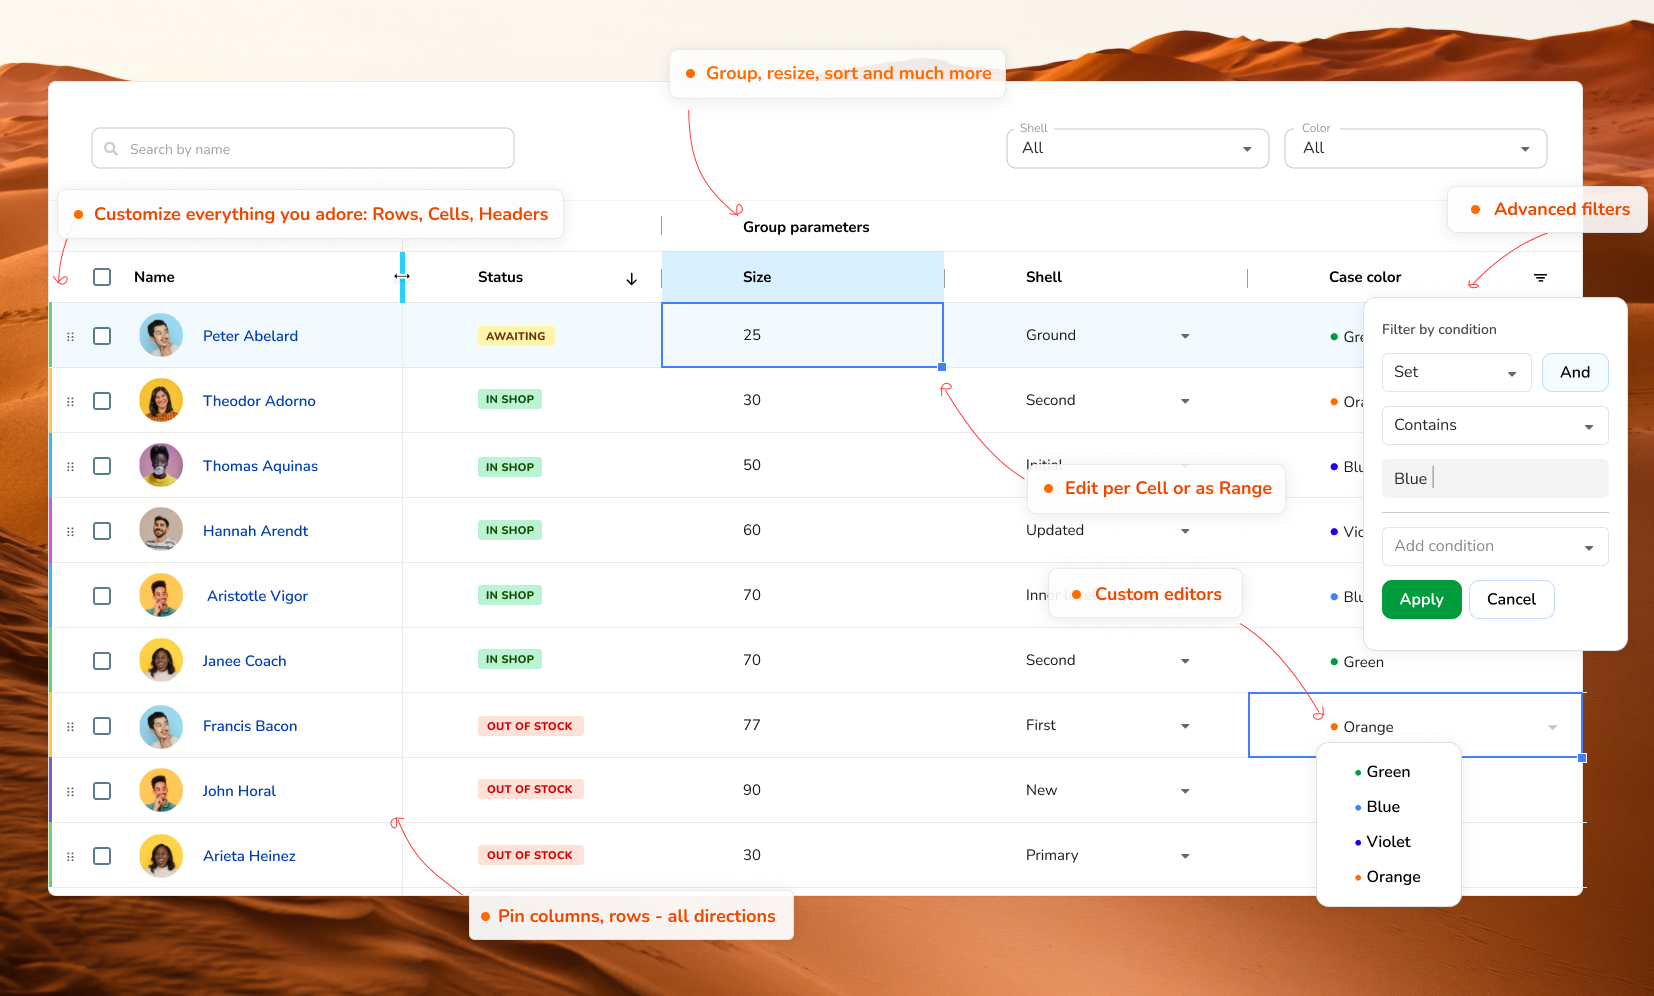 Group, resize, sort and much more
Search by name
Shell
All
Color
All
Customize everything you adore: Rows, Cells, Headers
Advanced filters
Group parameters
Name
Status
Size
Shell
Case color
Peter Abelard
AWAITING
25
Ground
Gre
Theodor Adorno
IN SHOP
30
Second
Ora
Thomas Aquinas
IN SHOP
50
Initial
Blu
Edit per Cell or as Range
Hannah Arendt
IN SHOP
60
Updated
Vio
Aristotle Vigor
IN SHOP
70
Inner level
Blu
Custom editors
Janee Coach
IN SHOP
70
Second
Green
Francis Bacon
OUT OF STOCK
77
First
Orange
John Horal
OUT OF STOCK
90
New
Arieta Heinez
OUT OF STOCK
30
Primary
Filter by condition
Set
And
Contains
Blue
Add condition
Apply
Cancel
Green
Blue
Violet
Orange
Pin columns, rows - all directions